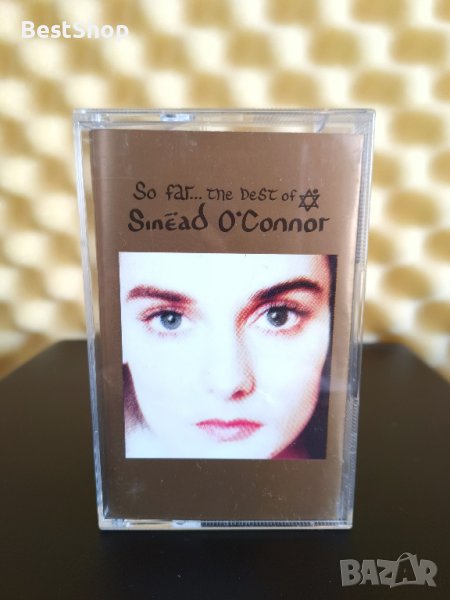 BestShop
So far... the best of
Sinéad O'Connor
BAZAR